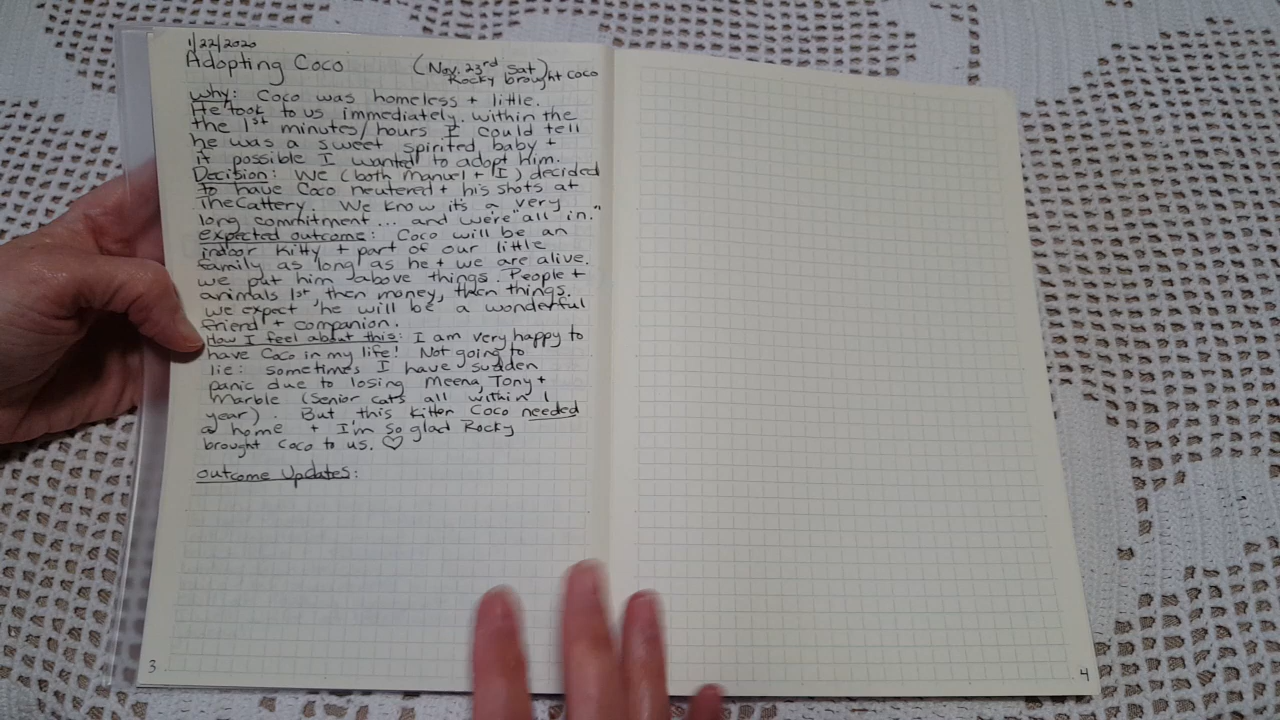 1/22/2020
Adopting Coco (Nov. 23rd Sat)
Rocky brought coco
Why: Coco was homeless + little.
He took to us immediately. within the
the 1st minutes/hours I could tell
he was a sweet spirited baby +
if possible I wanted to adopt him.
Decision: We (both Manuel + I) decided
to have Coco neutered + his shots at
TheCattery. We know it's a very
long commitment... and we're "all in."
expected outcome: Coco will be an
indoor kitty + part of our little
family as long as he + we are alive.
we put him above things. People +
animals 1st, then money, then things.
we expect he will be a wonderful
friend + companion.
How I feel about this: I am very happy to
have Coco in my life! Not going to
lie: sometimes I have sudden
panic due to losing Meena, Tony +
Marble (senior cats all within 1
year). But this kitten Coco needed
a home + I'm so glad Rocky
brought Coco to us. ♡
outcome Updates:
3
4